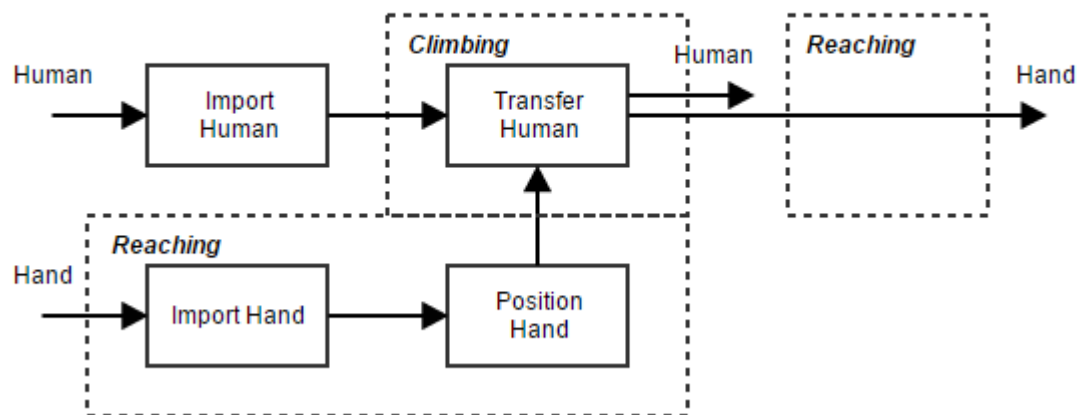 Climbing
Reaching
Human
Human
Hand
Import
Human
Transfer
Human
Reaching
Hand
Import Hand
Position
Hand